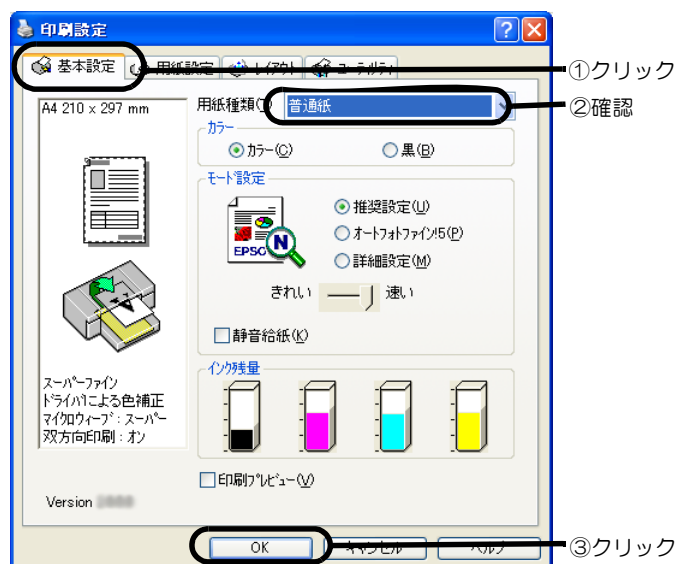 印刷設定
基本設定 用紙設定 レイアウト ユーティリティ
①クリック
A4 210 × 297 mm
用紙種類(T) 普通紙
②確認
カラー
カラー(C) 黒(B)
モード設定
推奨設定(U)
EPSO N
オートフォトファイン!5(P)
詳細設定(M)
きれい 速い
静音給紙(K)
インク残量
スーパーファイン
ドライバによる色補正
マイクロウィーブ:スーパー
双方向印刷:オン
印刷プレビュー(V)
Version
OK キャンセル ヘルプ
③クリック